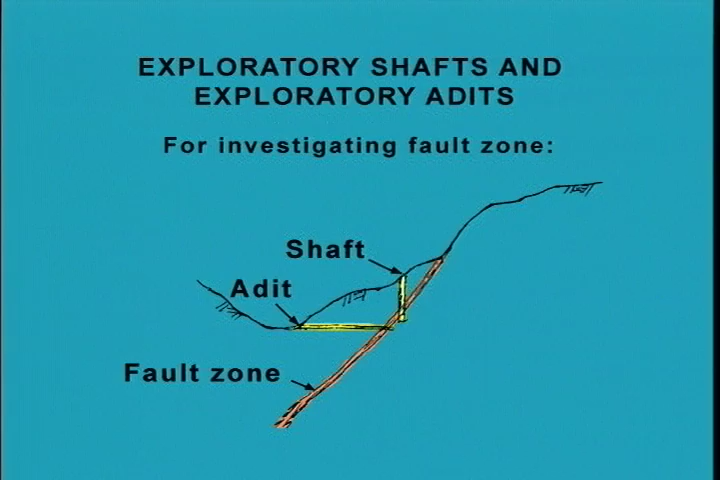 EXPLORATORY SHAFTS AND
EXPLORATORY ADITS
For investigating fault zone:
Shaft
Adit
Fault zone